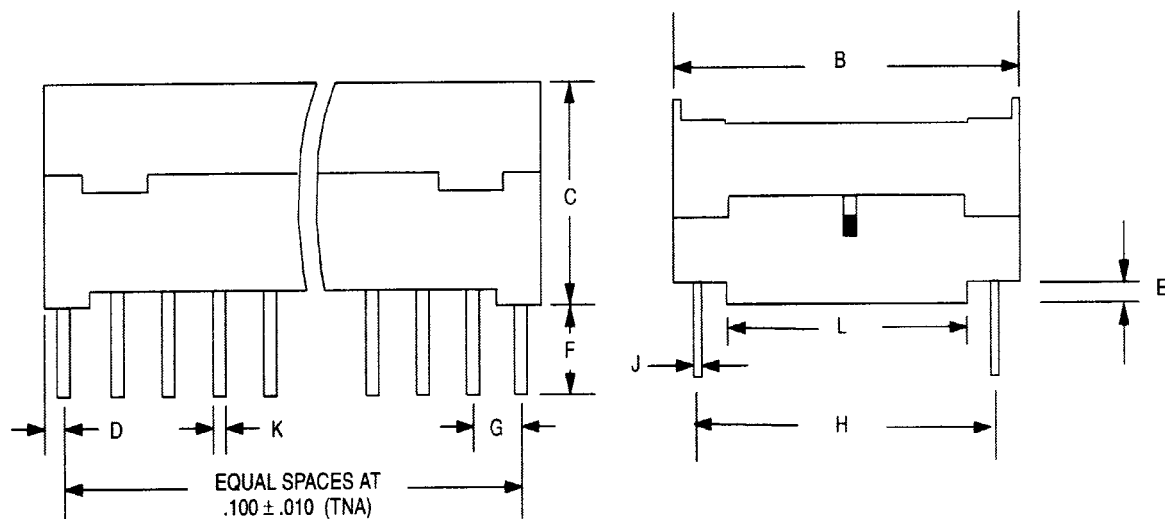 B
C
E
F
L
J
D
K
G
H
EQUAL SPACES AT
.100 ± .010 (TNA)